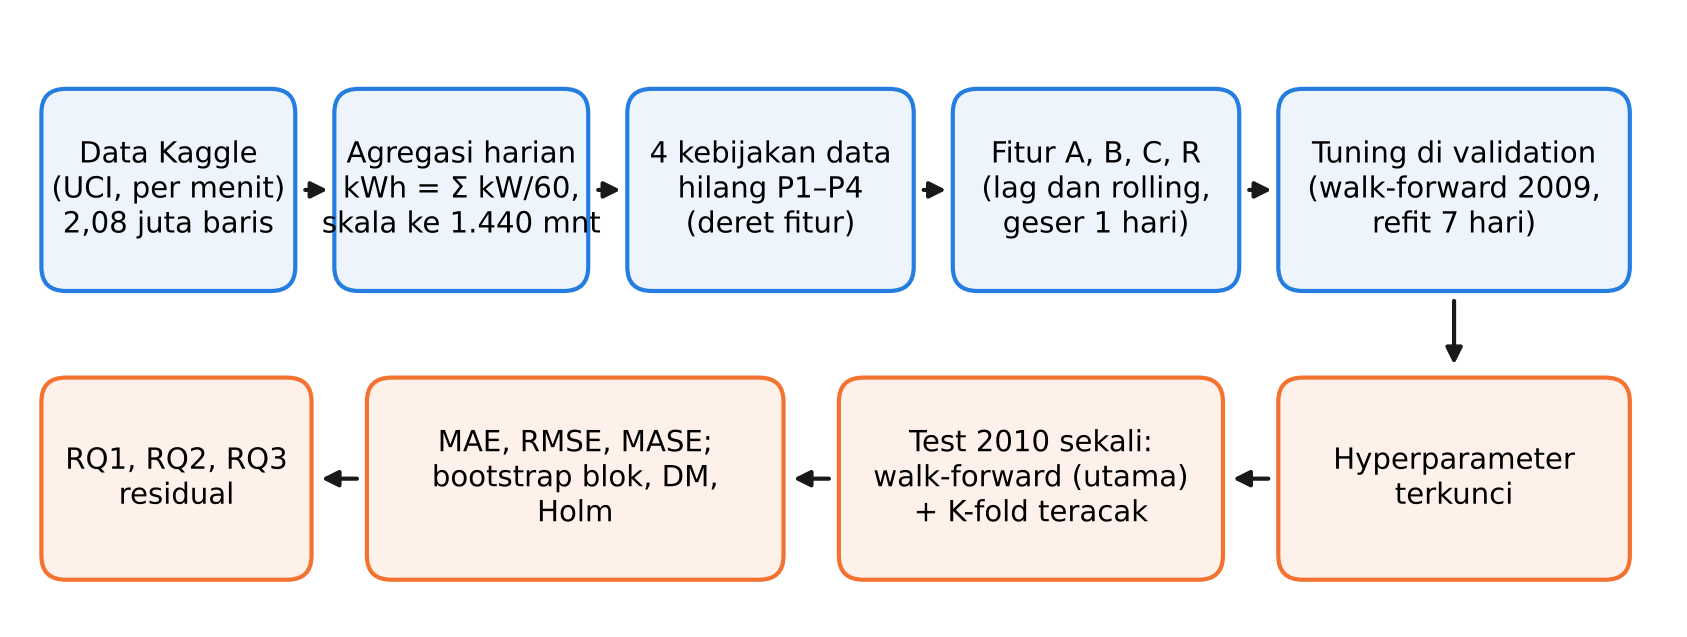 Data Kaggle
(UCI, per menit)
2,08 juta baris
Agregasi harian
kWh = Σ kW/60,
skala ke 1.440 mnt
4 kebijakan data
hilang P1–P4
(deret fitur)
Fitur A, B, C, R
(lag dan rolling,
geser 1 hari)
Tuning di validation
(walk-forward 2009,
refit 7 hari)
Hyperparameter
terkunci
Test 2010 sekali:
walk-forward (utama)
+ K-fold teracak
MAE, RMSE, MASE;
bootstrap blok, DM,
Holm
RQ1, RQ2, RQ3
residual